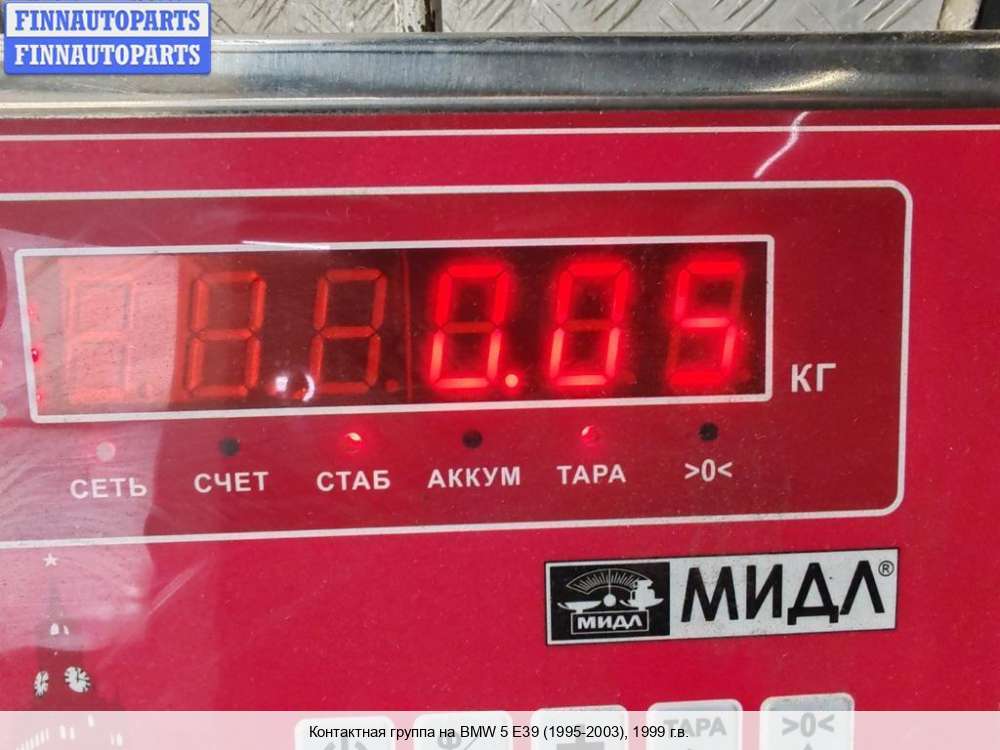 FINNAUTOPARTS
FINNAUTOPARTS
0.05
КГ
СЕТЬ СЧЕТ СТАБ АККУМ ТАРА >0<
МИДЛ МИДЛ®
ТАРА >0<
Контактная группа на BMW 5 E39 (1995-2003), 1999 г.в.